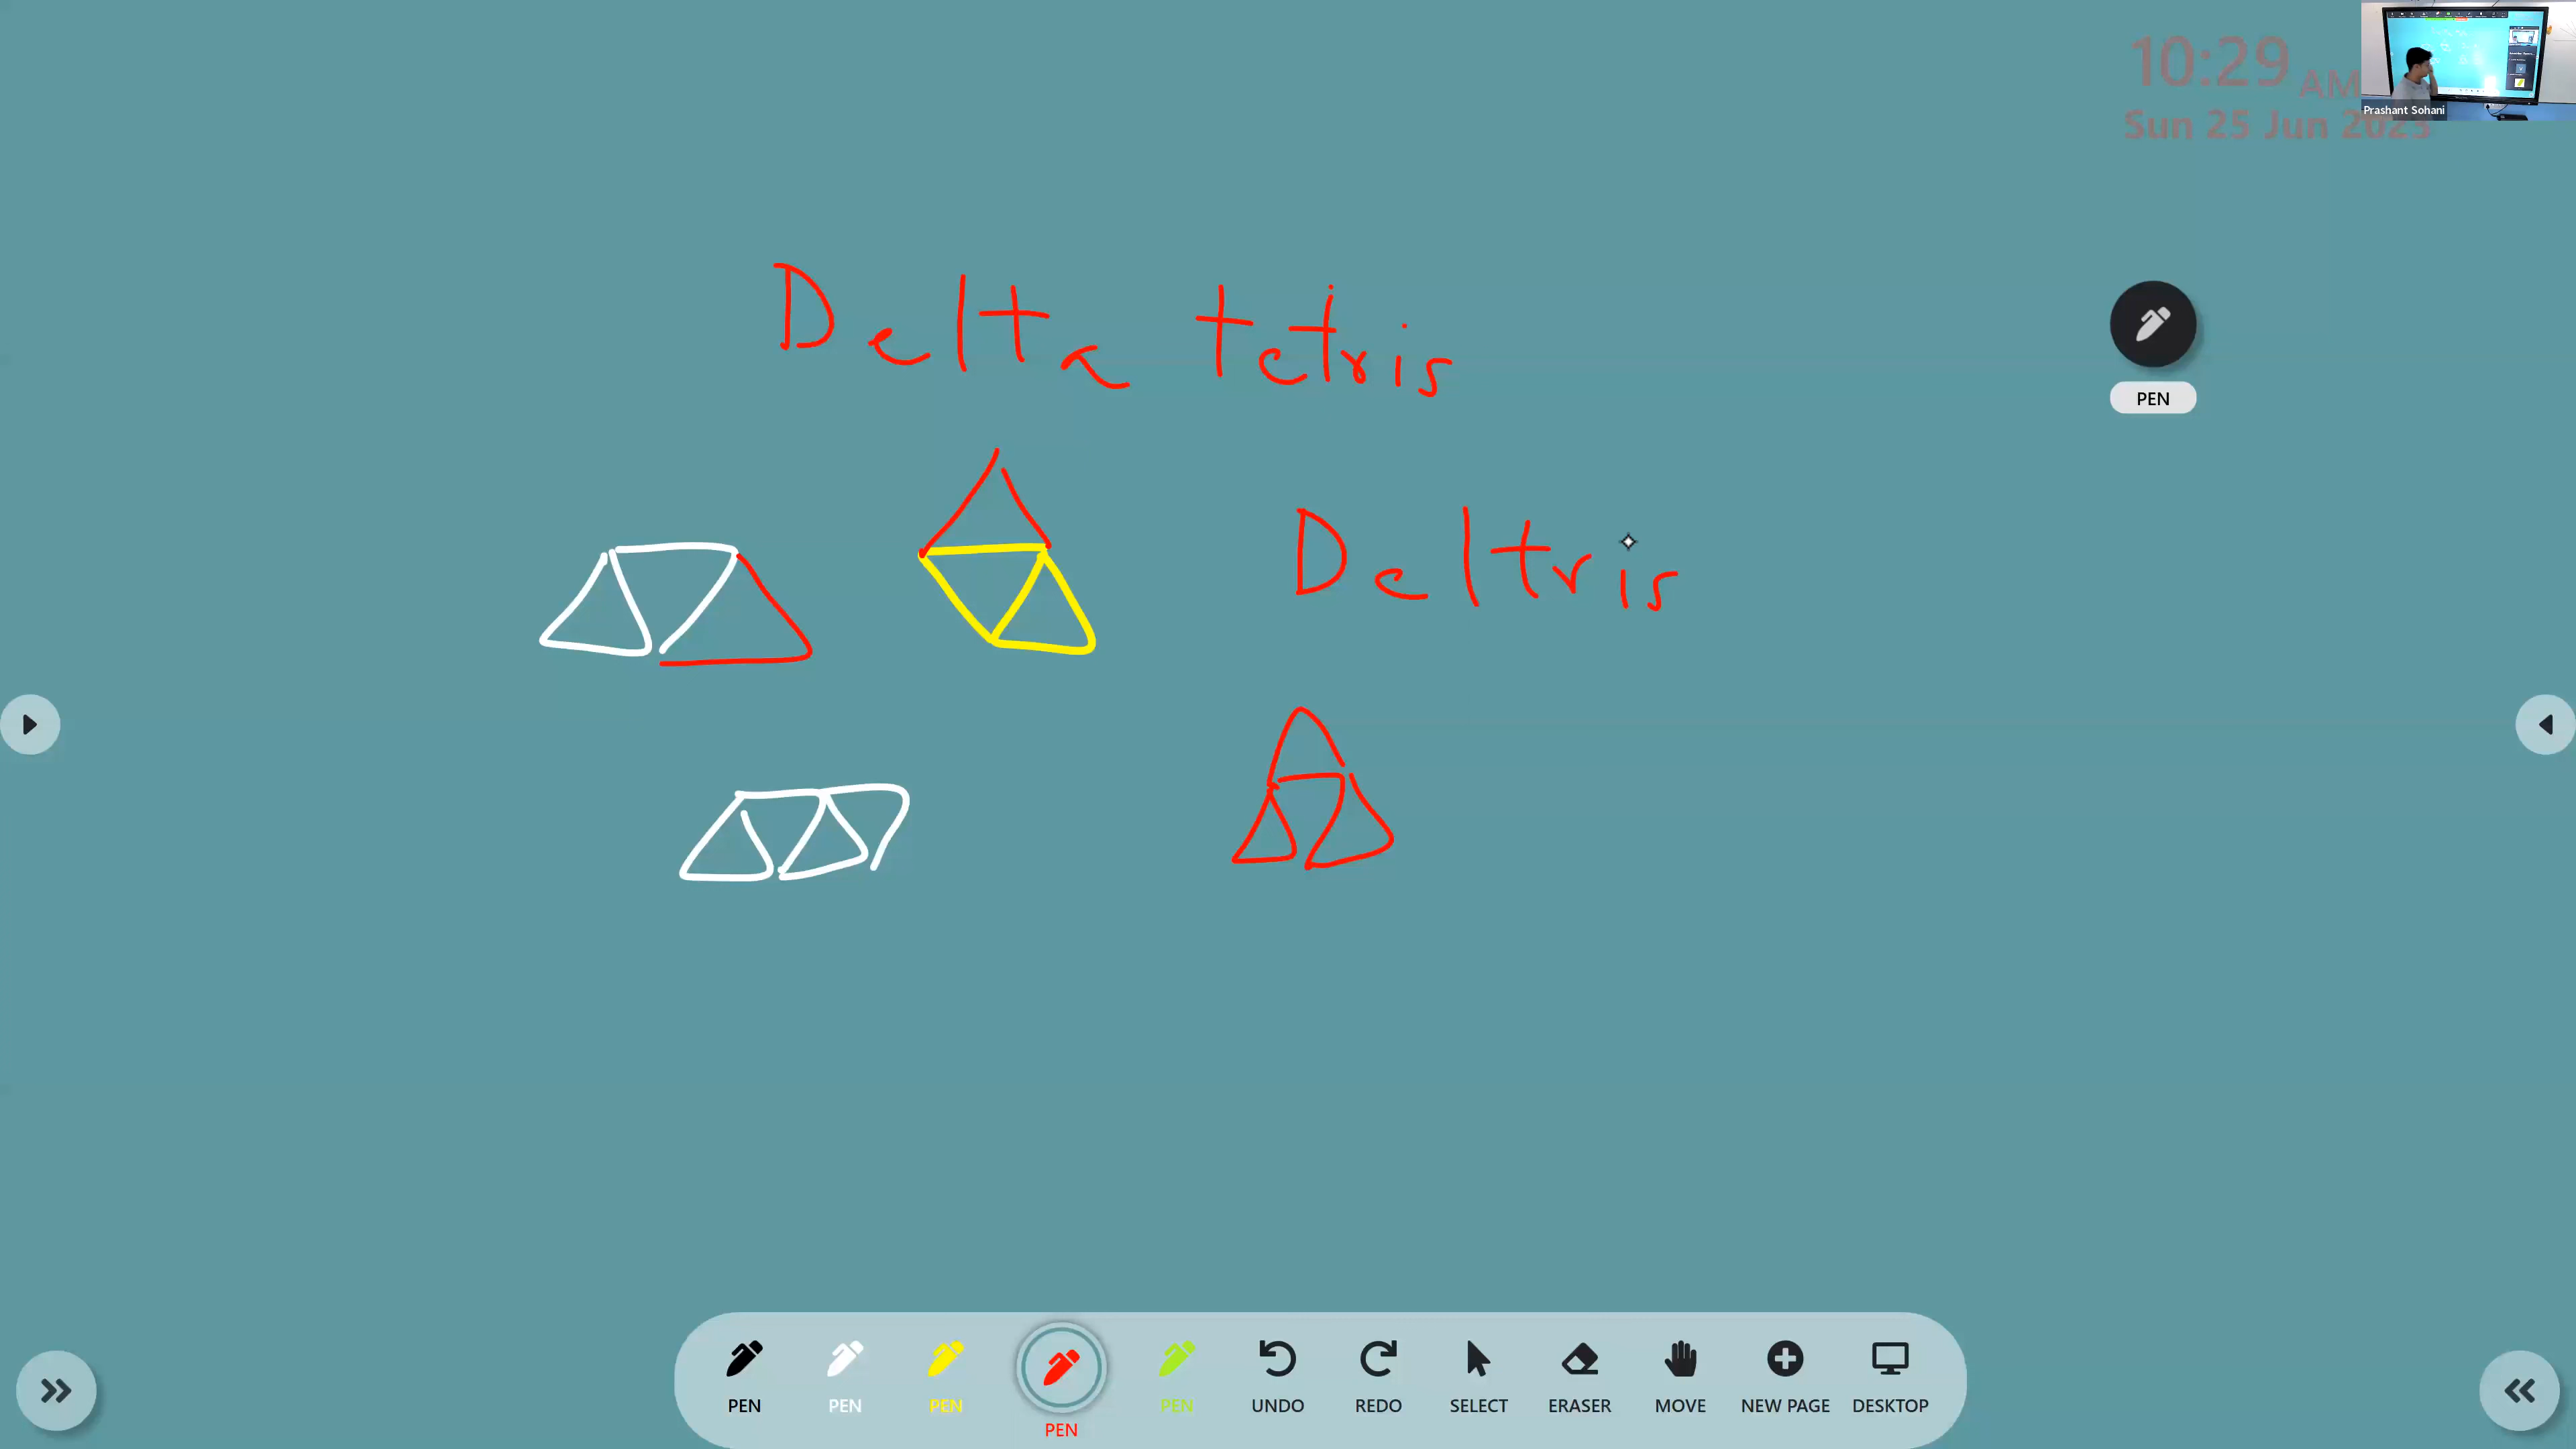 10:29 AM
Sun 25 Jun 2023
Prashant Sohani
Delta tetris
PEN
Deltris
PEN PEN PEN PEN PEN UNDO REDO SELECT ERASER MOVE NEW PAGE DESKTOP